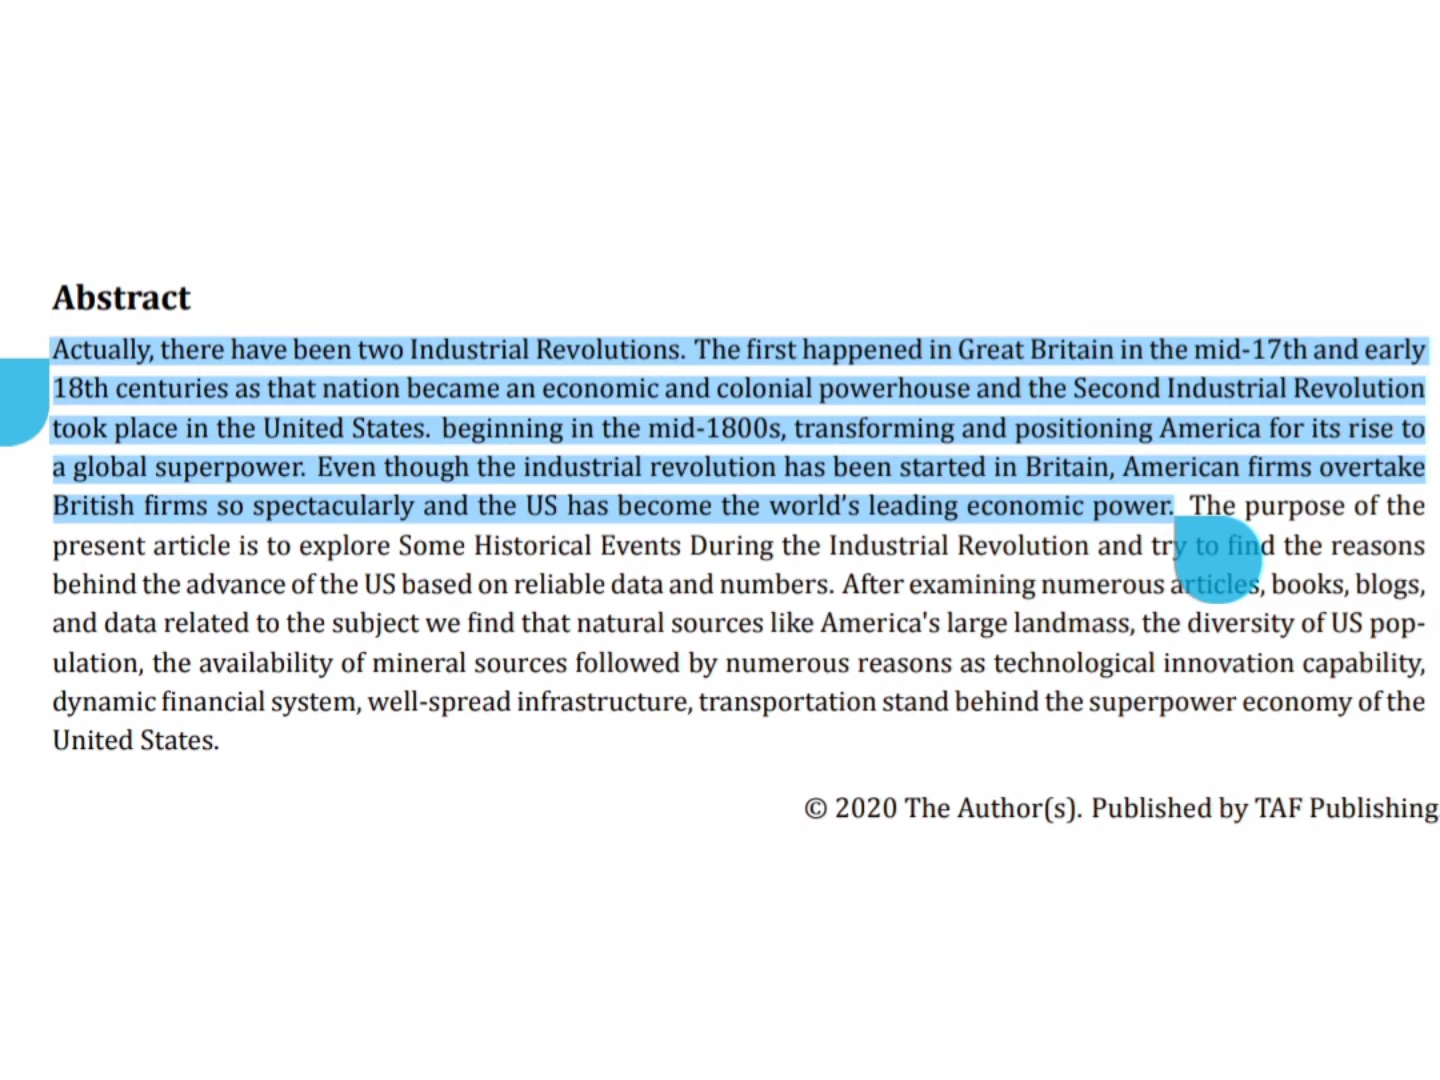 Abstract
Actually, there have been two Industrial Revolutions. The first happened in Great Britain in the mid-17th and early
18th centuries as that nation became an economic and colonial powerhouse and the Second Industrial Revolution
took place in the United States. beginning in the mid-1800s, transforming and positioning America for its rise to
a global superpower. Even though the industrial revolution has been started in Britain, American firms overtake
British firms so spectacularly and the US has become the world's leading economic power. The purpose of the
present article is to explore Some Historical Events During the Industrial Revolution and try to find the reasons
behind the advance of the US based on reliable data and numbers. After examining numerous articles, books, blogs,
and data related to the subject we find that natural sources like America's large landmass, the diversity of US pop-
ulation, the availability of mineral sources followed by numerous reasons as technological innovation capability,
dynamic financial system, well-spread infrastructure, transportation stand behind the superpower economy of the
United States.
© 2020 The Author(s). Published by TAF Publishing